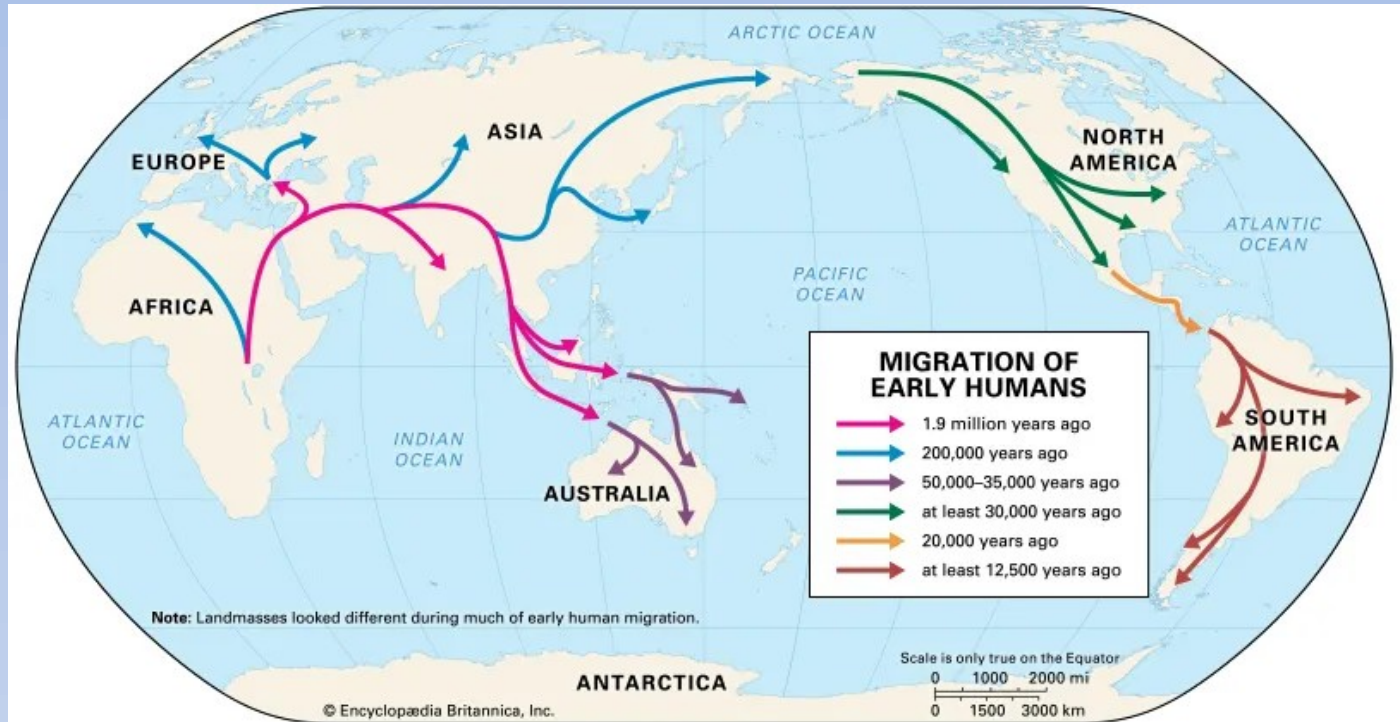 ARCTIC OCEAN
ASIA
EUROPE
NORTH
AMERICA
ATLANTIC
OCEAN
PACIFIC
OCEAN
AFRICA
ATLANTIC
OCEAN
INDIAN
OCEAN
AUSTRALIA
SOUTH
AMERICA
MIGRATION OF
EARLY HUMANS
1.9 million years ago
200,000 years ago
50,000–35,000 years ago
at least 30,000 years ago
20,000 years ago
at least 12,500 years ago
Note: Landmasses looked different during much of early human migration.
Scale is only true on the Equator
0 1000 2000 mi
0 1500 3000 km
ANTARCTICA
© Encyclopædia Britannica, Inc.